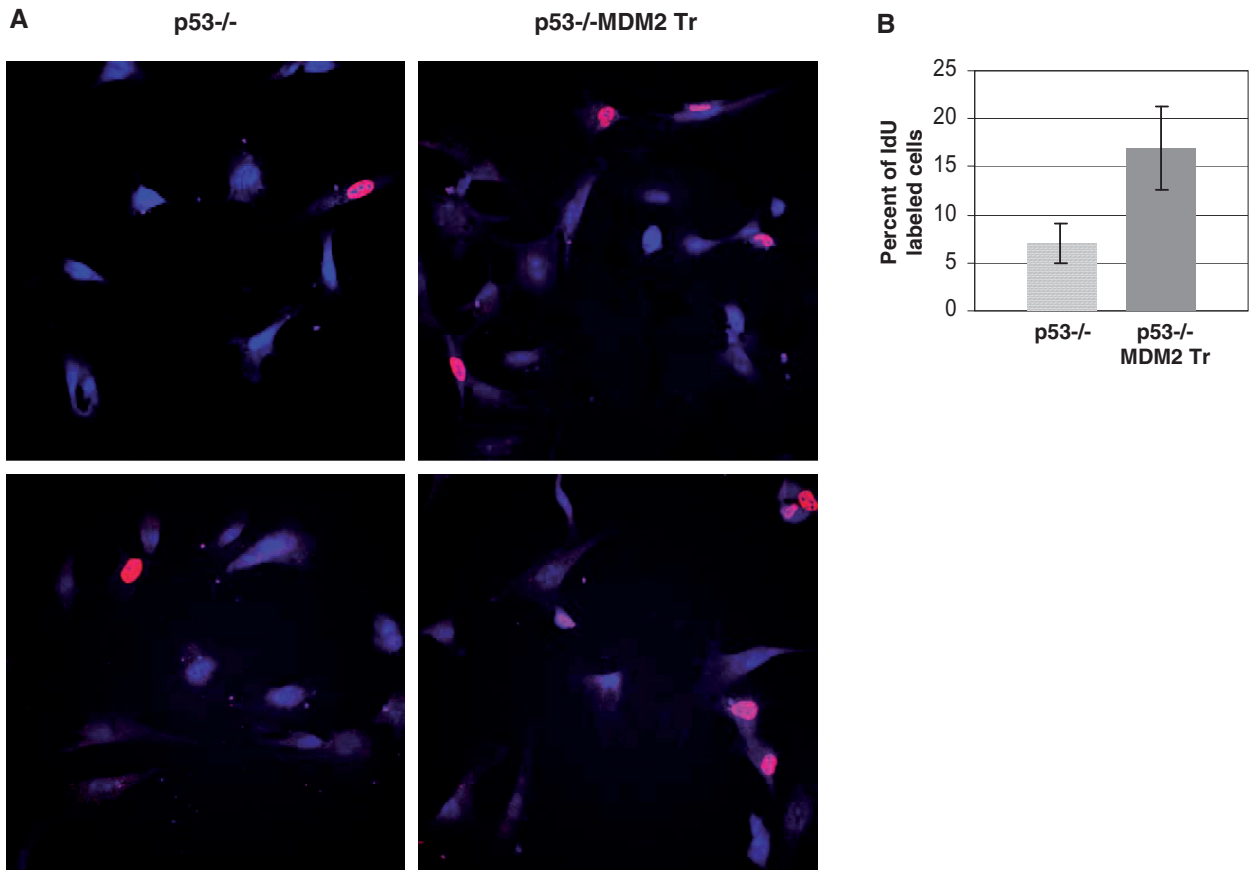 A
p53-/-
p53-/-MDM2 Tr
B
Percent of IdU
labeled cells
25
20
15
10
5
0
p53-/-
p53-/-
MDM2 Tr